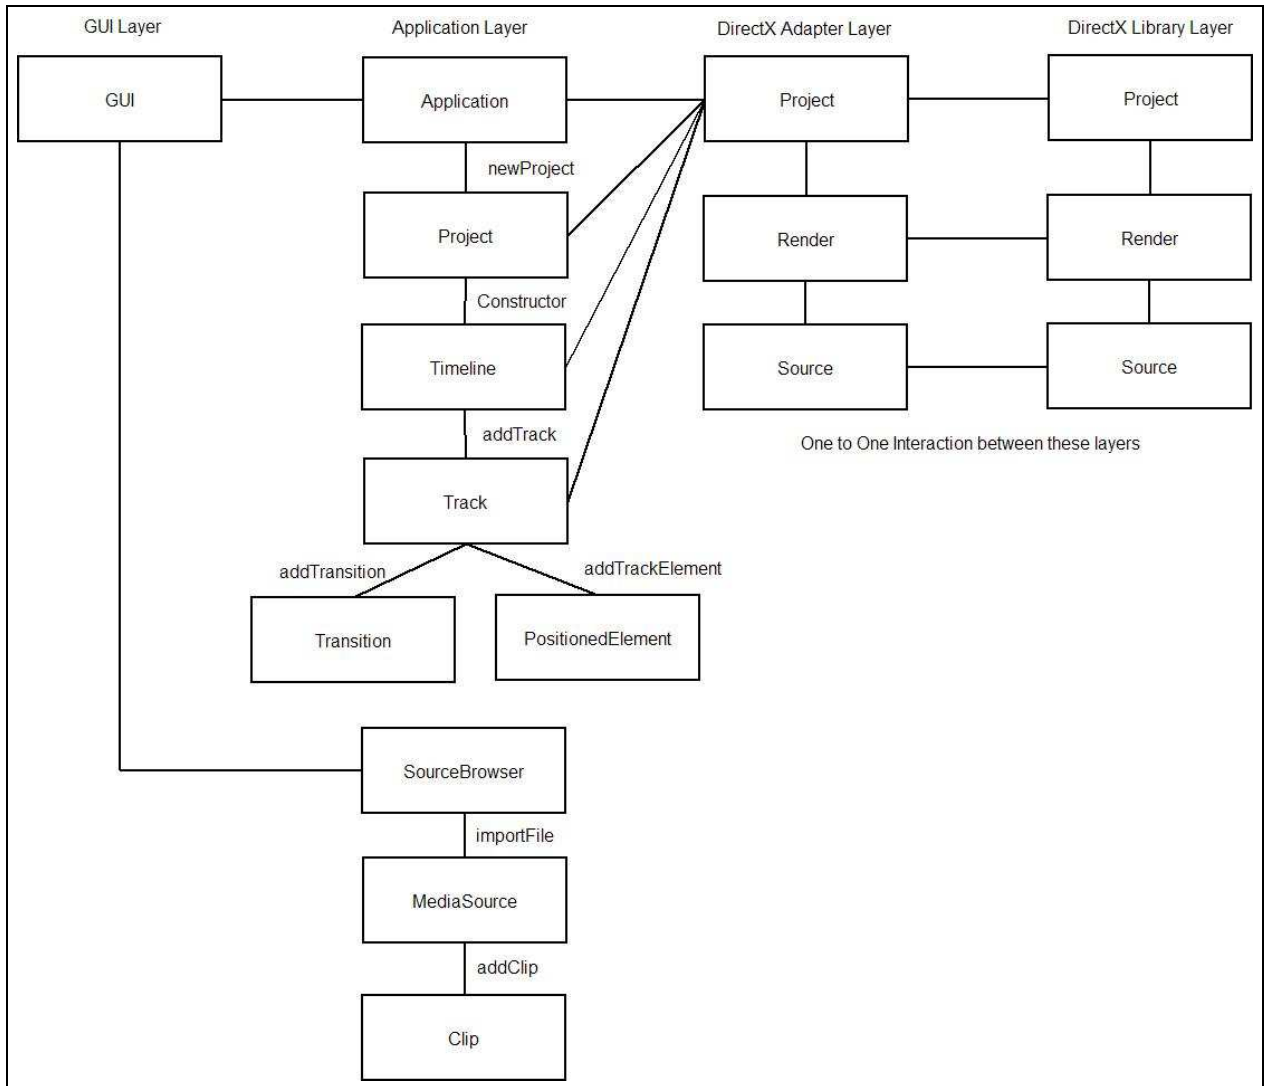 GUI Layer
Application Layer
DirectX Adapter Layer
DirectX Library Layer
GUI
Application
Project
Project
newProject
Project
Render
Render
Constructor
Timeline
Source
Source
addTrack
One to One Interaction between these layers
Track
addTransition
addTrackElement
Transition
PositionedElement
SourceBrowser
importFile
MediaSource
addClip
Clip